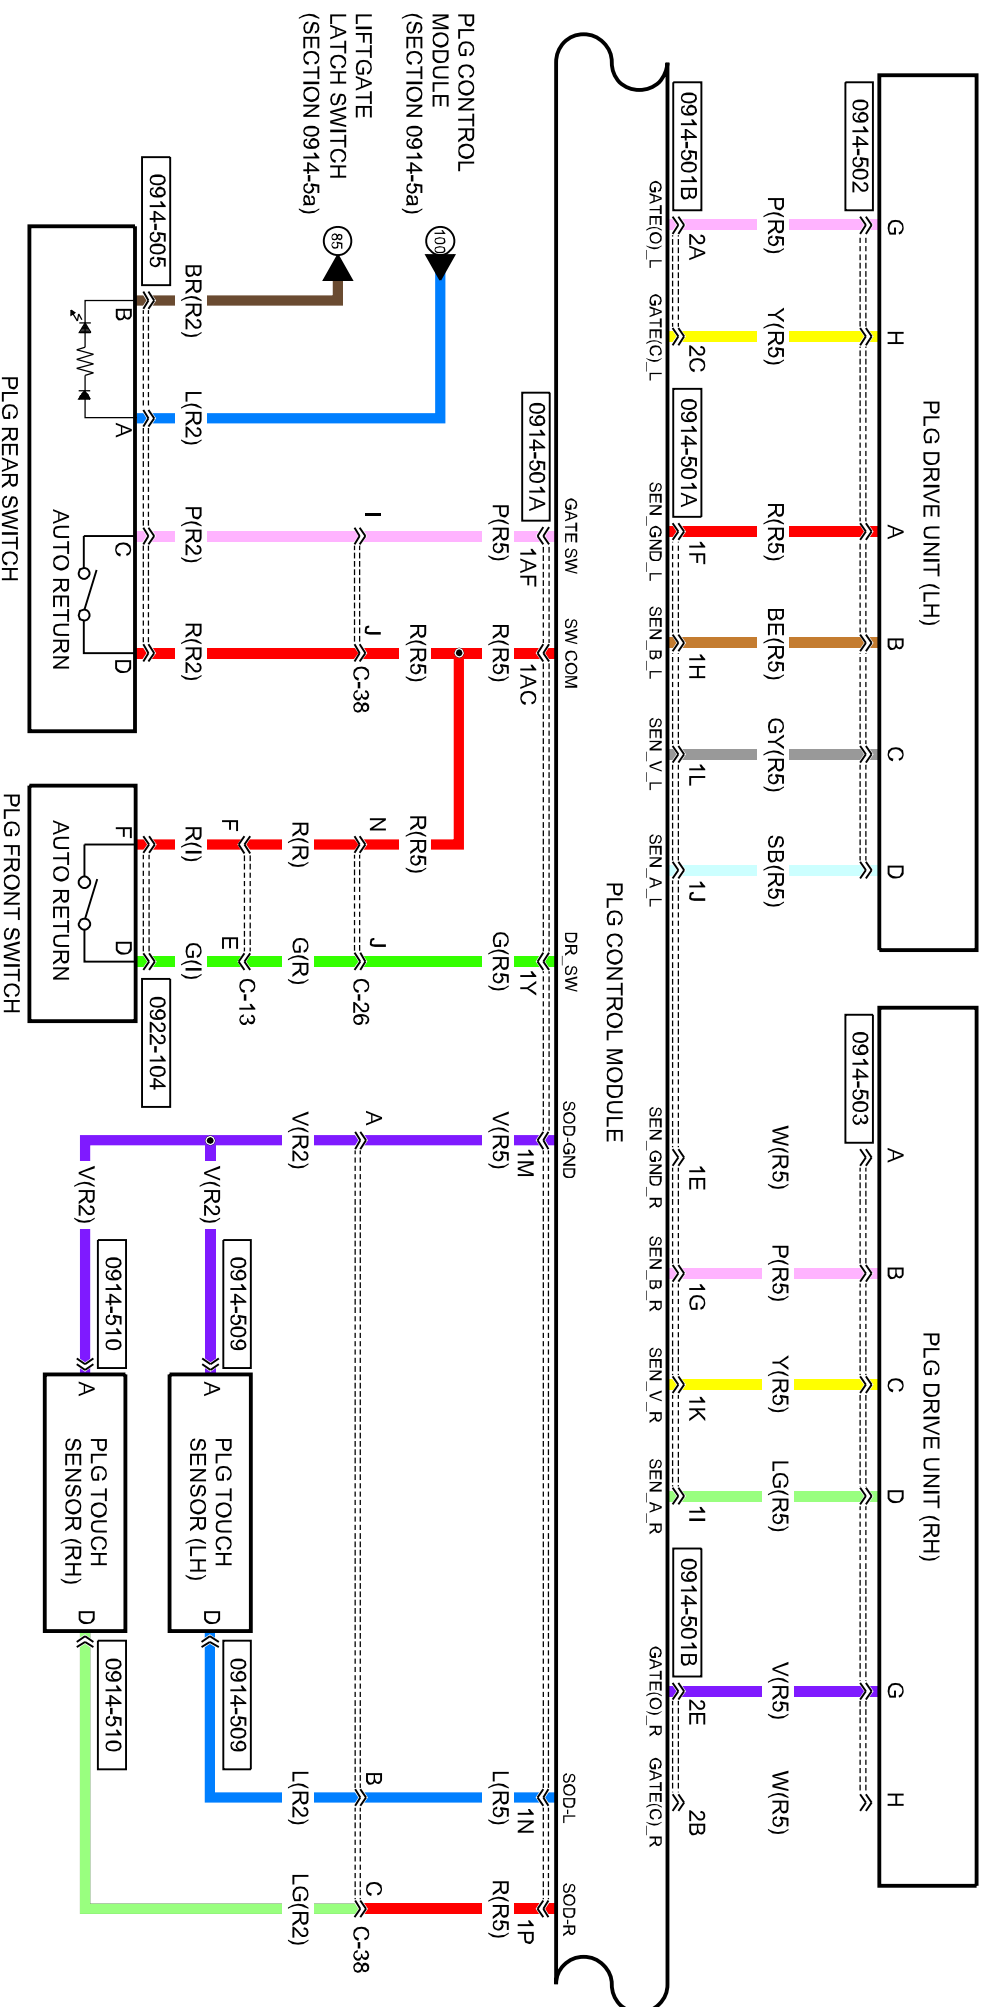 PLG DRIVE UNIT (LH)
0914-502
G
H
A
B
C
D
P(R5)
Y(R5)
R(R5)
BE(R5)
GY(R5)
SB(R5)
0914-501B
0914-501A
2A
2C
1F
1H
1L
1J
GATE(O)_L
GATE(C)_L
SEN_GND_L
SEN_B_L
SEN_V_L
SEN_A_L
PLG DRIVE UNIT (RH)
0914-503
A
B
C
D
G
H
W(R5)
P(R5)
Y(R5)
LG(R5)
V(R5)
W(R5)
0914-501B
1E
1G
1K
1I
2E
2B
SEN_GND_R
SEN_B_R
SEN_V_R
SEN_A_R
GATE(O)_R
GATE(C)_R
PLG CONTROL MODULE
GATE SW
SW COM
DR_SW
SOD-GND
SOD-L
SOD-R
0914-501A
1AF
1AC
1Y
1M
1N
1P
P(R5)
R(R5)
G(R5)
V(R5)
L(R5)
R(R5)
PLG CONTROL
MODULE
(SECTION 0914-5a)
100
LIFTGATE
LATCH SWITCH
(SECTION 0914-5a)
85
R(R5)
R(R5)
I
J
C-38
N
J
C-26
A
B
C
C-38
R(R)
G(R)
V(R2)
L(R2)
LG(R2)
F
E
C-13
BR(R2)
L(R2)
P(R2)
R(R2)
R(I)
G(I)
0914-505
B
A
C
D
AUTO RETURN
PLG REAR SWITCH
0922-104
F
D
AUTO RETURN
PLG FRONT SWITCH
V(R2)
0914-509
A
PLG TOUCH
SENSOR (LH)
D
0914-509
V(R2)
0914-510
A
PLG TOUCH
SENSOR (RH)
D
0914-510